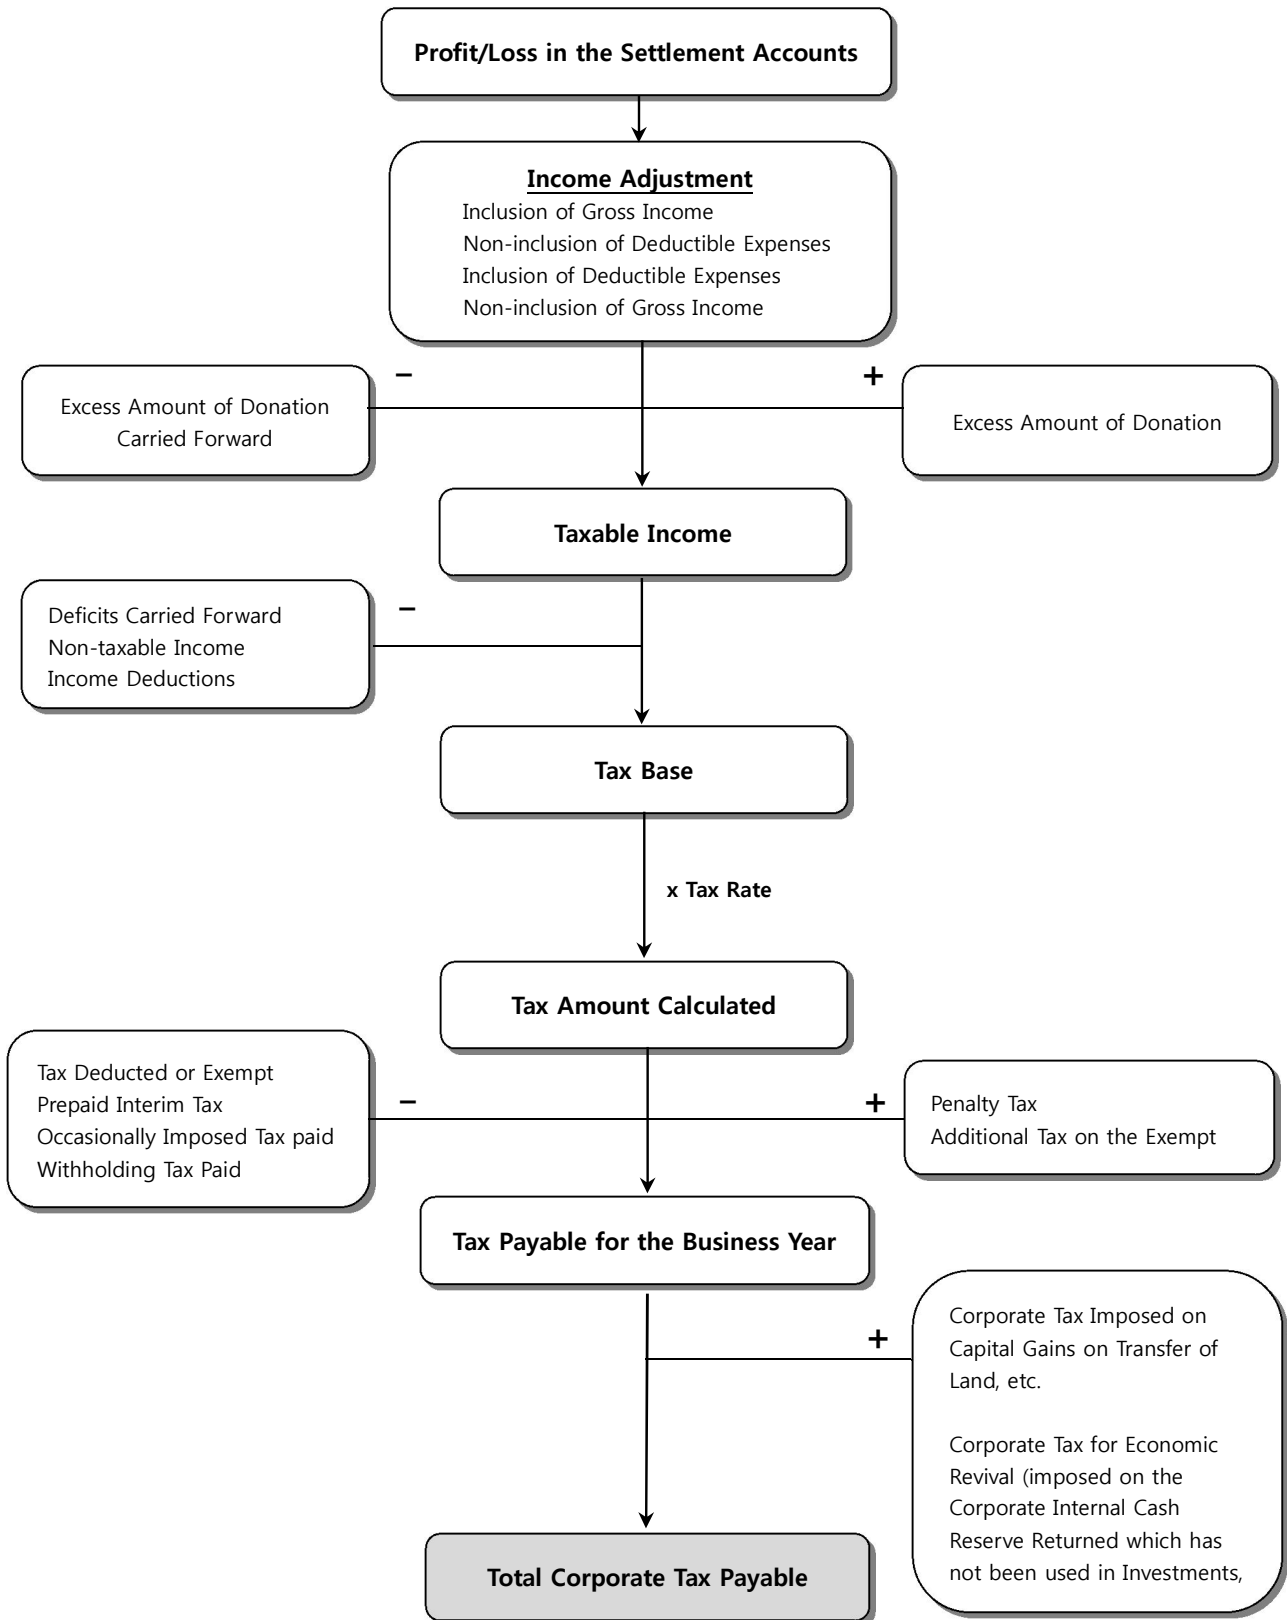 Profit/Loss in the Settlement Accounts
Income Adjustment
Inclusion of Gross Income
Non-inclusion of Deductible Expenses
Inclusion of Deductible Expenses
Non-inclusion of Gross Income
−
+
Excess Amount of Donation
Carried Forward
Excess Amount of Donation
Taxable Income
−
Deficits Carried Forward
Non-taxable Income
Income Deductions
Tax Base
x Tax Rate
Tax Amount Calculated
−
+
Tax Deducted or Exempt
Prepaid Interim Tax
Occasionally Imposed Tax paid
Withholding Tax Paid
Penalty Tax
Additional Tax on the Exempt
Tax Payable for the Business Year
+
Corporate Tax Imposed on
Capital Gains on Transfer of
Land, etc.
Corporate Tax for Economic
Revival (imposed on the
Corporate Internal Cash
Reserve Returned which has
not been used in Investments,
Total Corporate Tax Payable